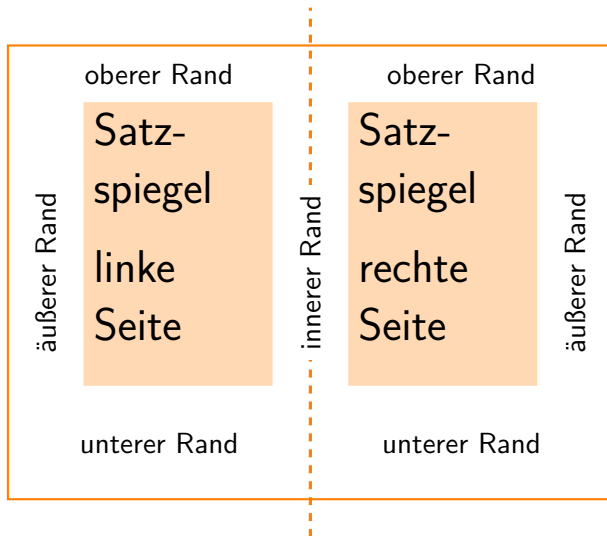 oberer Rand
oberer Rand
äußerer Rand
Satz-
spiegel
linke
Seite
innerer Rand
Satz-
spiegel
rechte
Seite
äußerer Rand
unterer Rand
unterer Rand